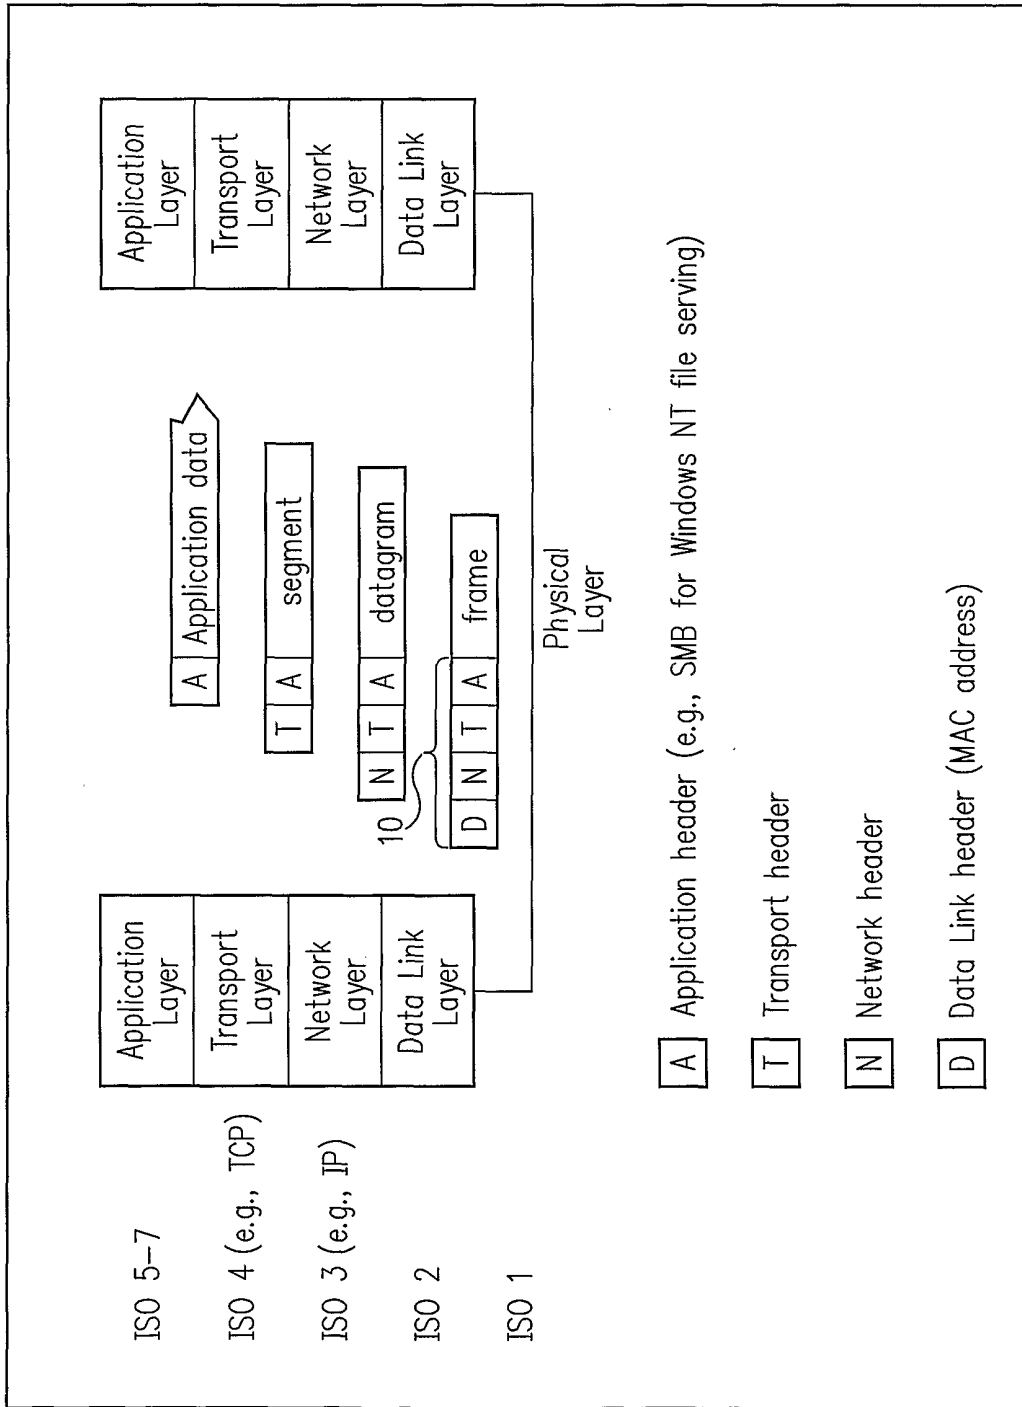 ISO 5-7
ISO 4 (e.g., TCP)
ISO 3 (e.g., IP)
ISO 2
ISO 1
Application
Layer
Transport
Layer
Network
Layer
Data Link
Layer
A Application data
T A segment
N T A datagram
10
D N T A frame
Physical
Layer
Application
Layer
Transport
Layer
Network
Layer
Data Link
Layer
A Application header (e.g., SMB for Windows NT file serving)
T Transport header
N Network header
D Data Link header (MAC address)